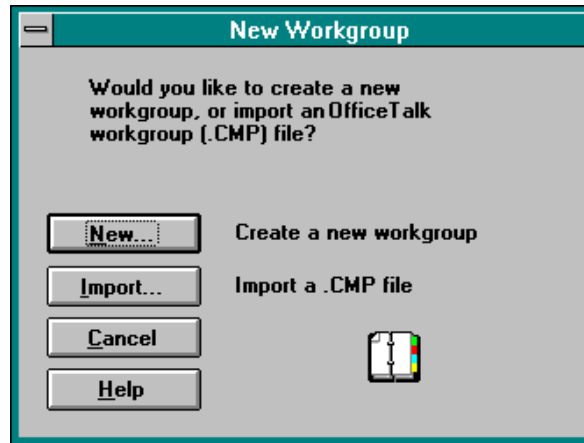 New Workgroup
Would you like to create a new
workgroup, or import an OfficeTalk
workgroup (.CMP) file?
New... Create a new workgroup
Import... Import a .CMP file
Cancel
Help